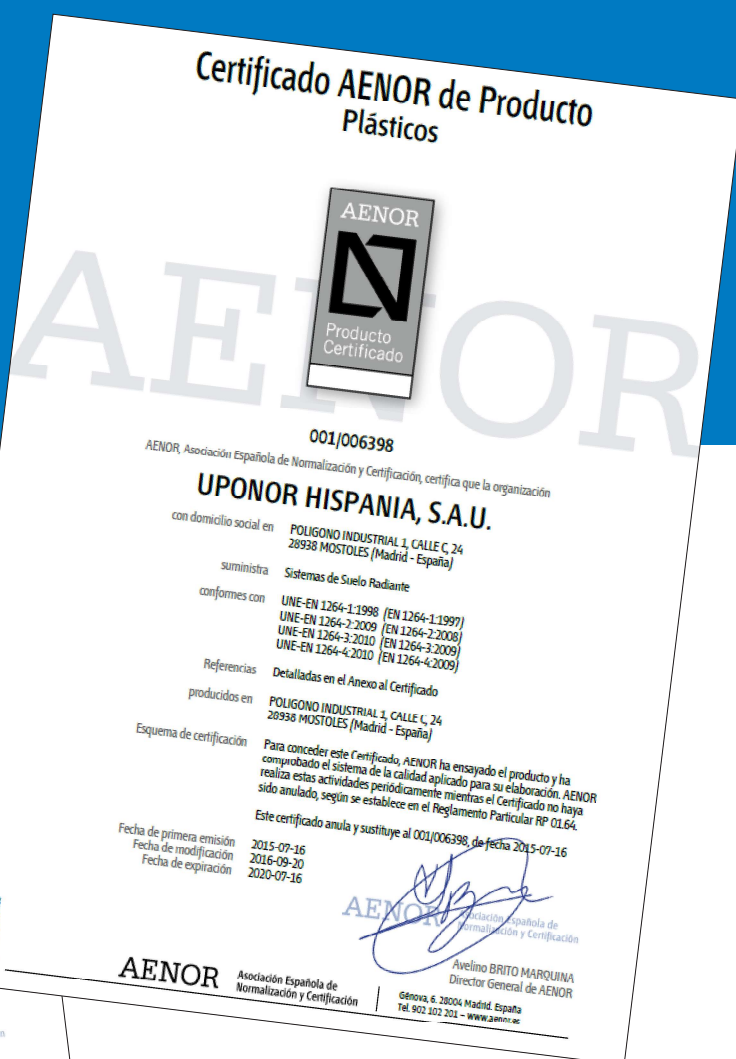 Certificado AENOR de Producto
Plásticos
AENOR
AENOR
Producto
Certificado
001/006398
AENOR, Asociación Española de Normalización y Certificación, certifica que la organización
UPONOR HISPANIA, S.A.U.
con domicilio social en POLIGONO INDUSTRIAL 1, CALLE C, 24
28938 MOSTOLES (Madrid - España)
suministra Sistemas de Suelo Radiante
conformes con UNE-EN 1264-1:1998 (EN 1264-1:1997)
UNE-EN 1264-2:2009 (EN 1264-2:2008)
UNE-EN 1264-3:2010 (EN 1264-3:2009)
UNE-EN 1264-4:2010 (EN 1264-4:2009)
Referencias Detalladas en el Anexo al Certificado
producidos en POLIGONO INDUSTRIAL 1, CALLE C, 24
28938 MOSTOLES (Madrid - España)
Esquema de certificación Para conceder este Certificado, AENOR ha ensayado el producto y ha
comprobado el sistema de la calidad aplicado para su elaboración. AENOR
realiza estas actividades periódicamente mientras el Certificado no haya
sido anulado, según se establece en el Reglamento Particular RP 01.64.
Este certificado anula y sustituye al 001/006398, de fecha 2015-07-16
Fecha de primera emisión 2015-07-16
Fecha de modificación 2016-09-20
Fecha de expiración 2020-07-16
AENOR Asociación Española de
Normalización y Certificación
Avelino BRITO MARQUINA
Director General de AENOR
AENOR Asociación Española de
Normalización y Certificación
Génova, 6. 28004 Madrid. España
Tel. 902 102 201 – www.aenor.es